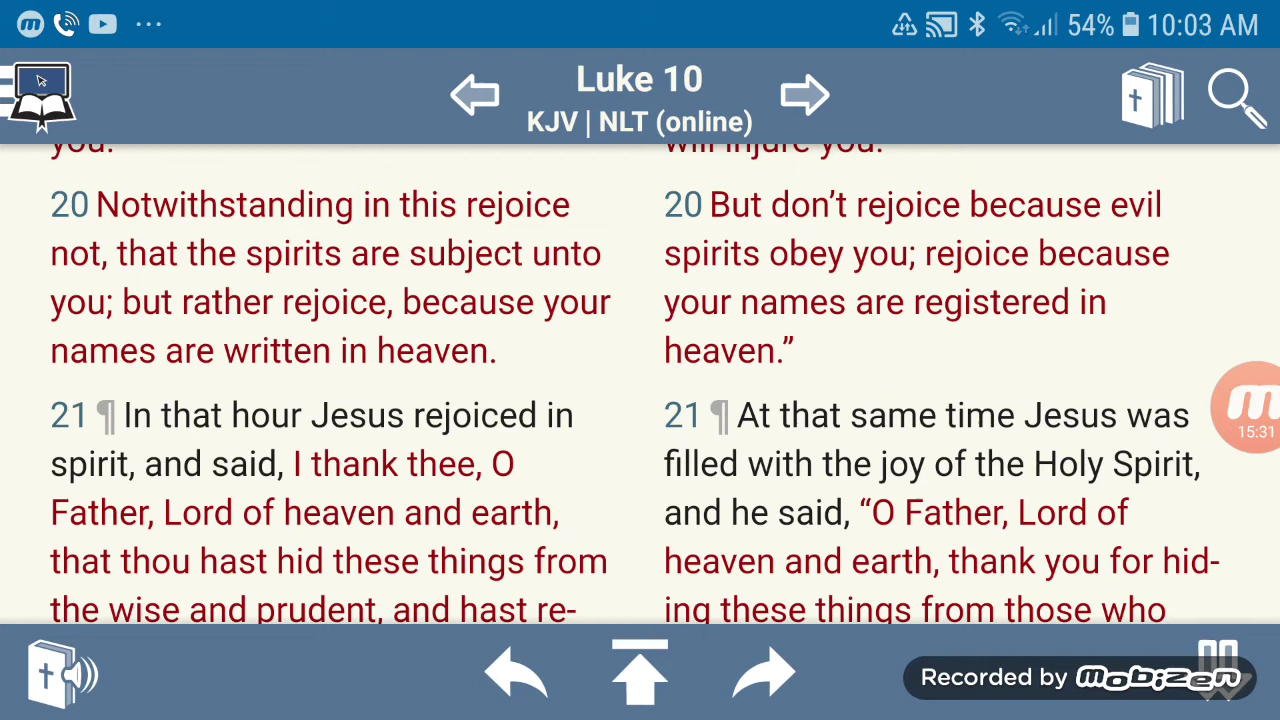 54% 10:03 AM
Luke 10
KJV | NLT (online)
you.
20 Notwithstanding in this rejoice
not, that the spirits are subject unto
you; but rather rejoice, because your
names are written in heaven.
21 ¶ In that hour Jesus rejoiced in
spirit, and said, I thank thee, O
Father, Lord of heaven and earth,
that thou hast hid these things from
the wise and prudent, and hast re-
will injure you.
20 But don’t rejoice because evil
spirits obey you; rejoice because
your names are registered in
heaven.”
21 ¶ At that same time Jesus was
filled with the joy of the Holy Spirit,
and he said, “O Father, Lord of
heaven and earth, thank you for hid-
ing these things from those who
m
15:31
Recorded by mobizen